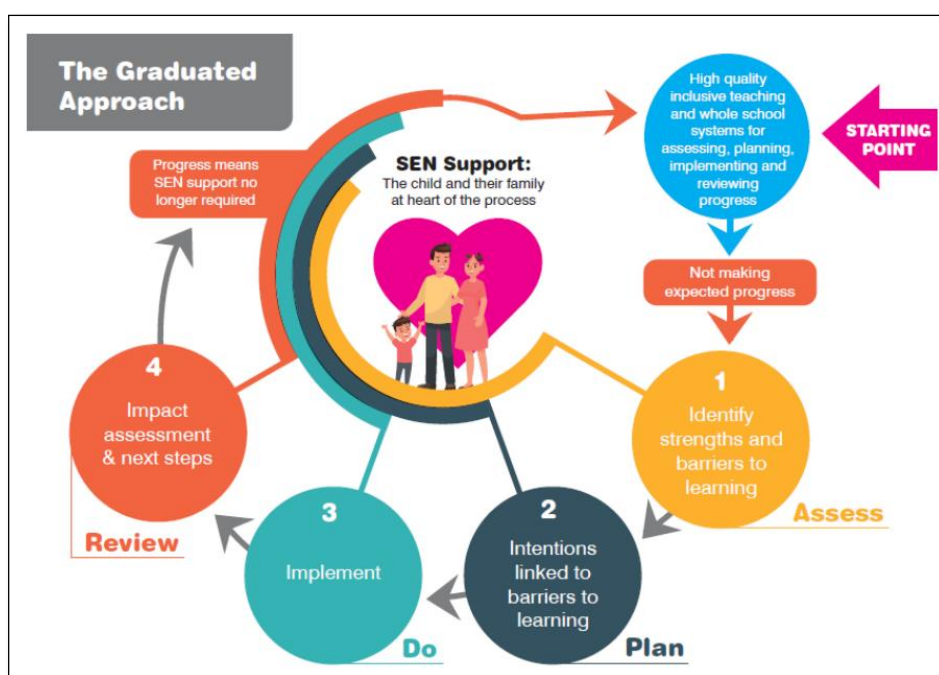 The Graduated
Approach
High quality
inclusive teaching
and whole school
systems for
assessing, planning,
implementing and
reviewing
progress
STARTING
POINT
Progress means
SEN support no
longer required
SEN Support:
The child and their family
at heart of the process
Not making
expected progress
1
Identify
strengths and
barriers to
learning
Assess
2
Intentions
linked to
barriers to
learning
Plan
3
Implement
Do
4
Impact
assessment
& next steps
Review